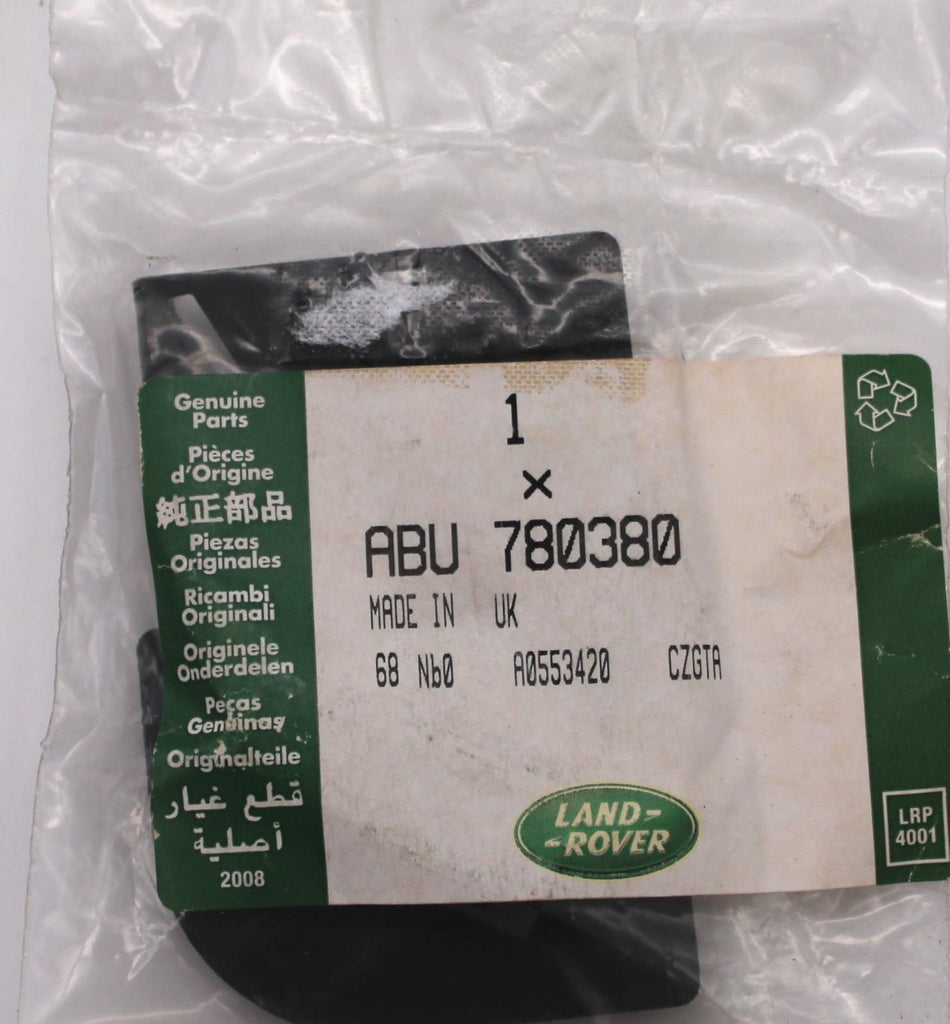 Genuine
Parts
Pièces
d'Origine
純正部品
Piezas
Originales
Ricambi
Originali
Originele
Onderdelen
Peças
Genuinas
Originalteile
قطع غيار
أصلية
2008
1
×
ABU 780380
MADE IN UK
68 Nb0 A0553420 CZGTA
LAND-
-ROVER
LRP
4001